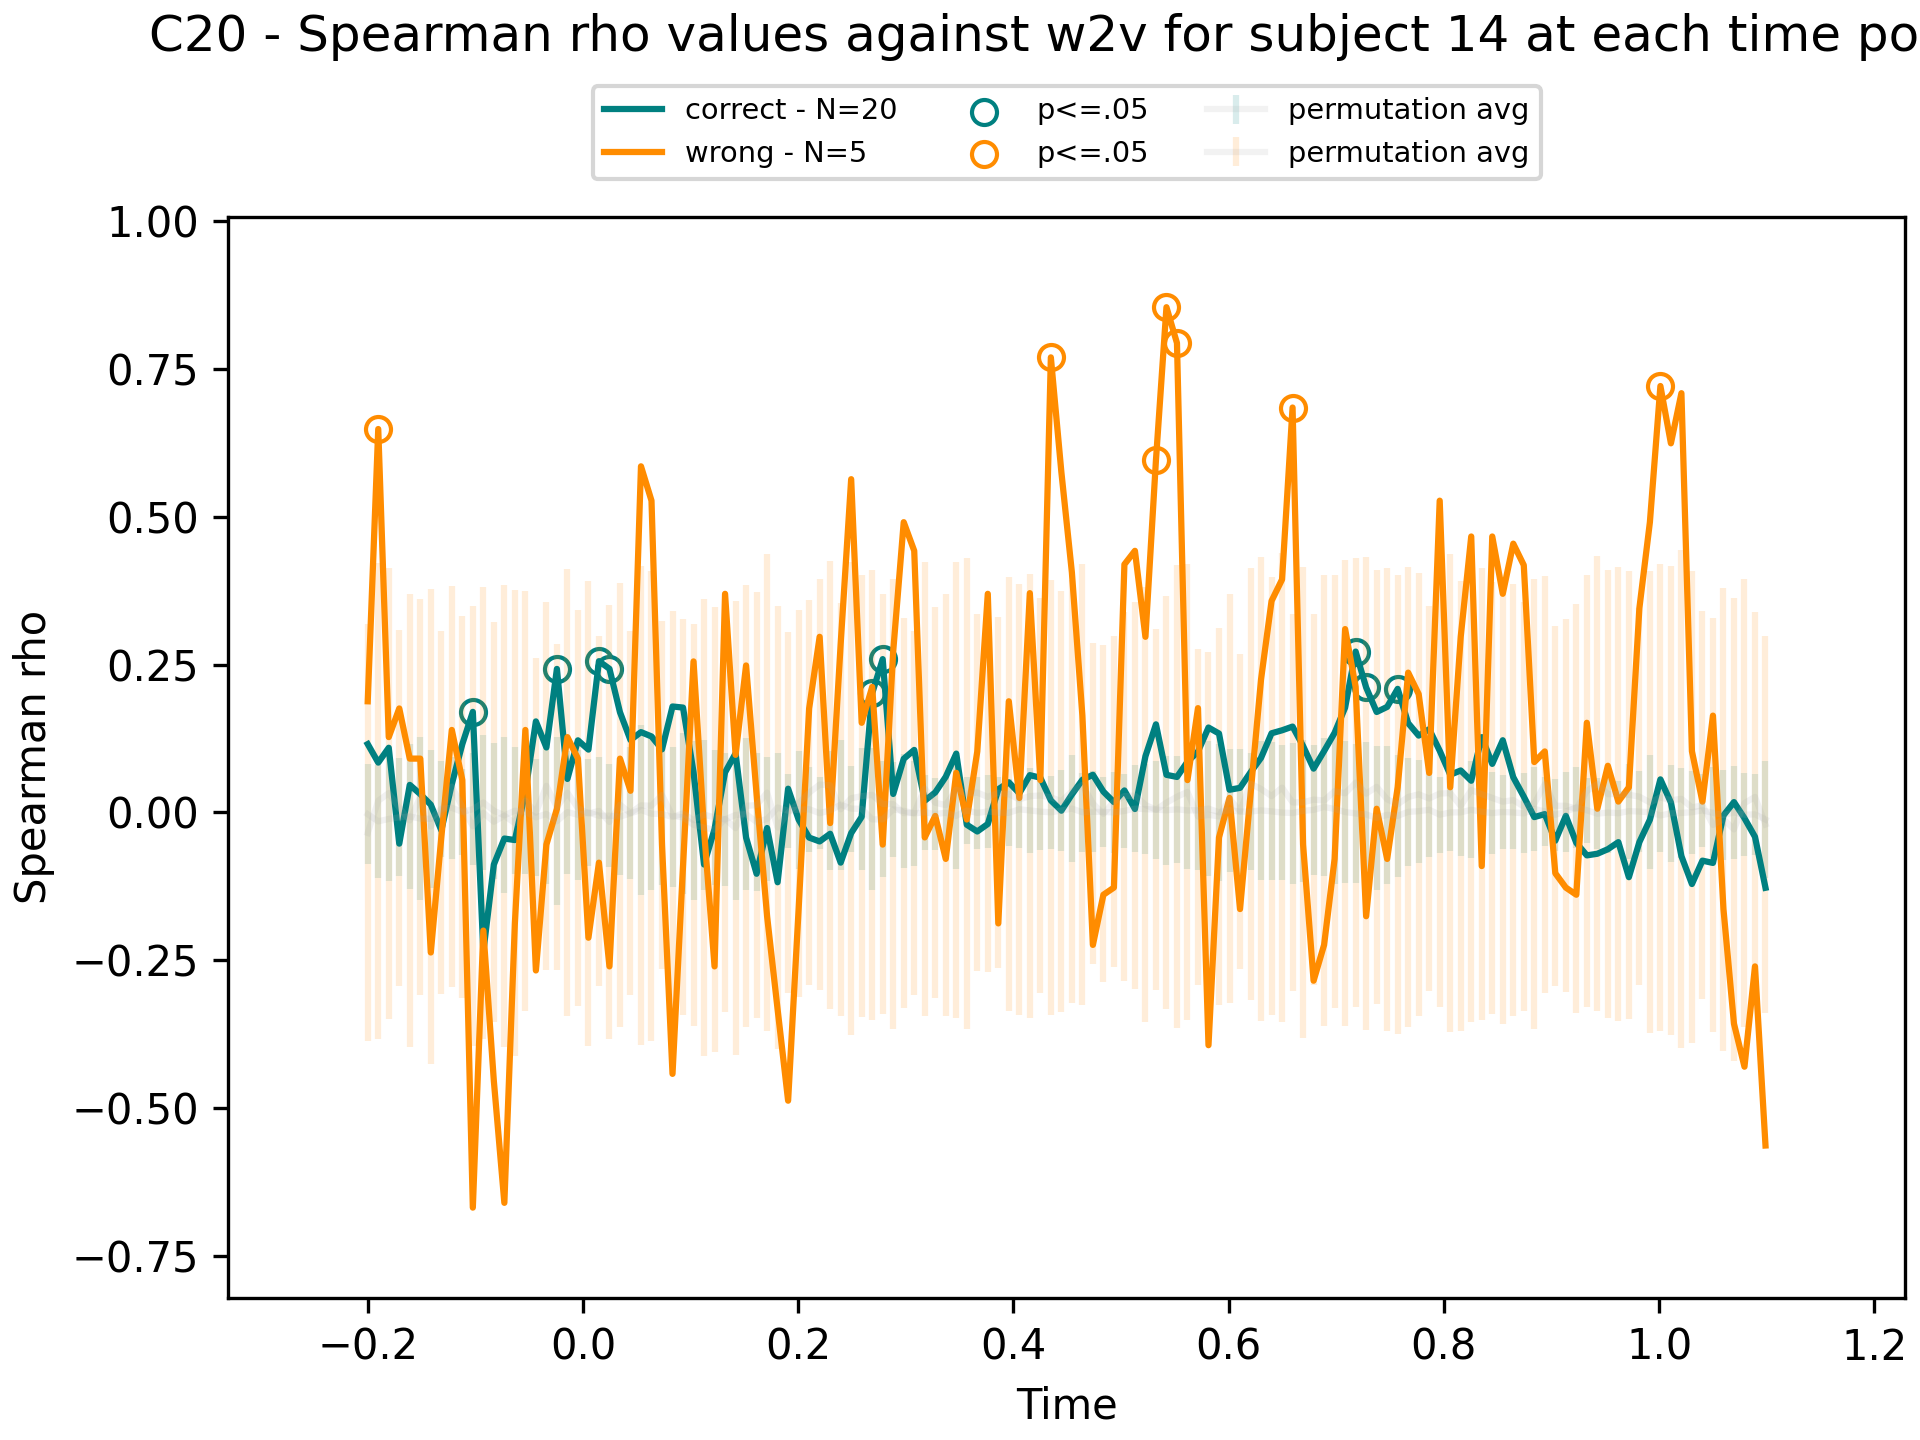 C20 - Spearman rho values against w2v for subject 14 at each time po
correct - N=20 p<=.05 permutation avg
wrong - N=5 p<=.05 permutation avg
1.00
0.75
0.50
0.25
0.00
−0.25
−0.50
−0.75
Spearman rho
−0.2 0.0 0.2 0.4 0.6 0.8 1.0 1.2
Time